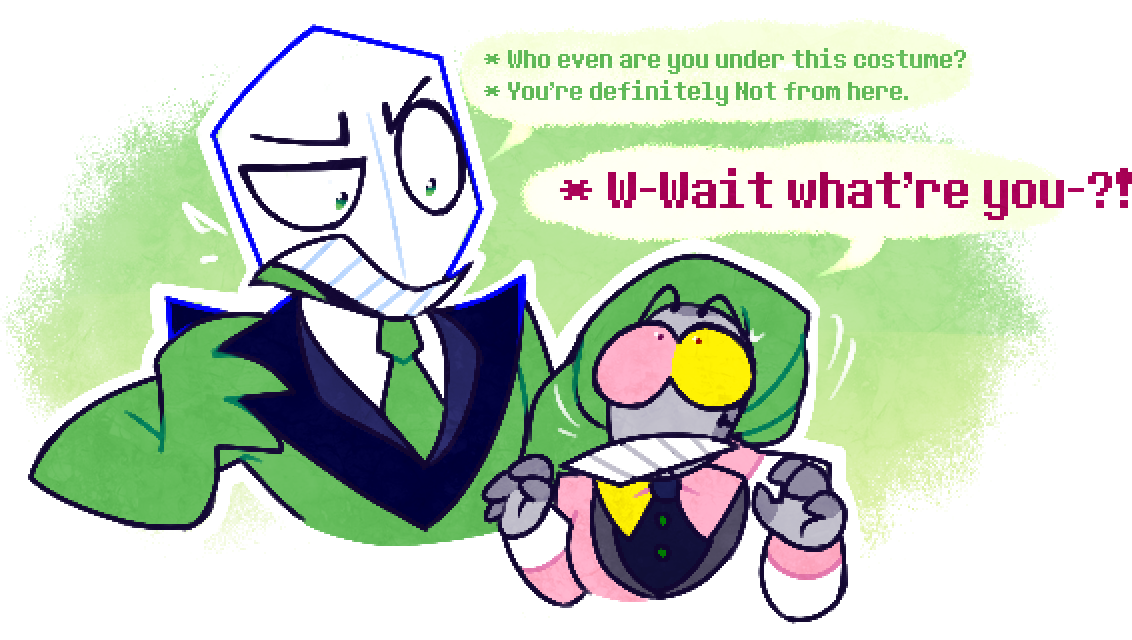 * Who even are you under this costume?
* You're definitely Not from here.
* W-Wait what're you-?!